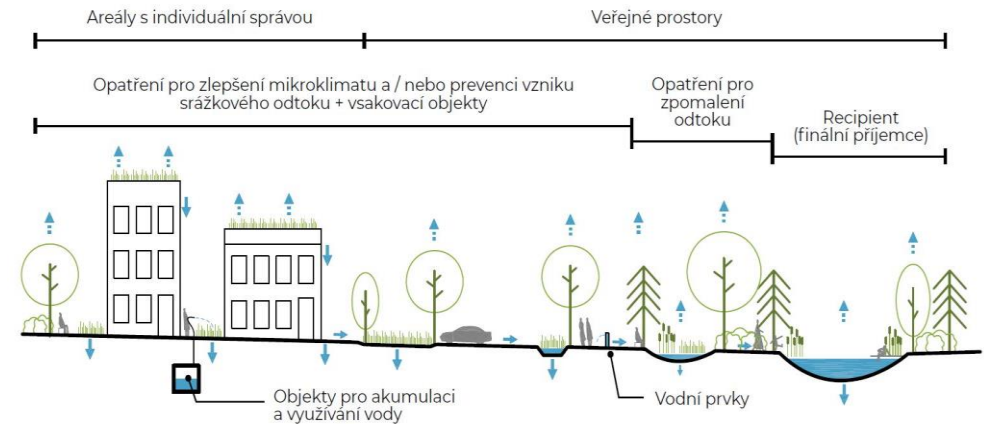 Areály s individuální správou
Veřejné prostory
Opatření pro zlepšení mikroklimatu a / nebo prevenci vzniku
srážkového odtoku + vsakovací objekty
Opatření pro
zpomalení
odtoku
Recipient
(finální příjemce)
Objekty pro akumulaci
a využívání vody
Vodní prvky